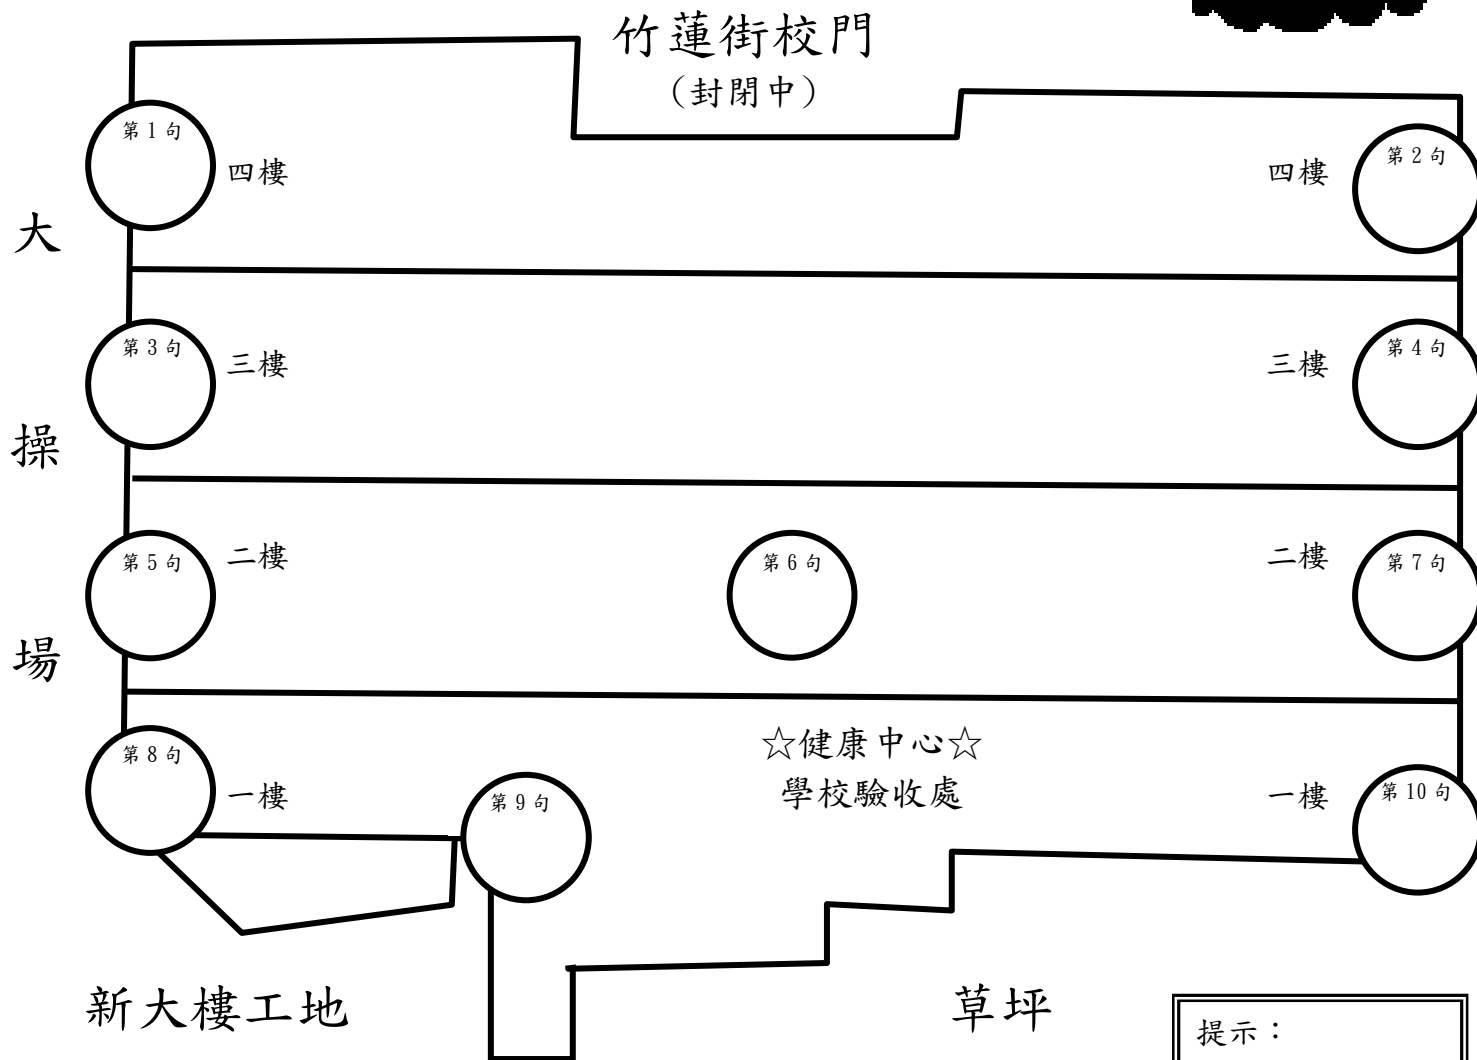 竹蓮街校門
(封閉中)
第1句
四樓
四樓
第2句
大
第3句
三樓
三樓
第4句
操
第5句
二樓
第6句
二樓
第7句
場
第8句
一樓
第9句
☆健康中心☆
學校驗收處
一樓
第10句
新大樓工地
草坪
提示：